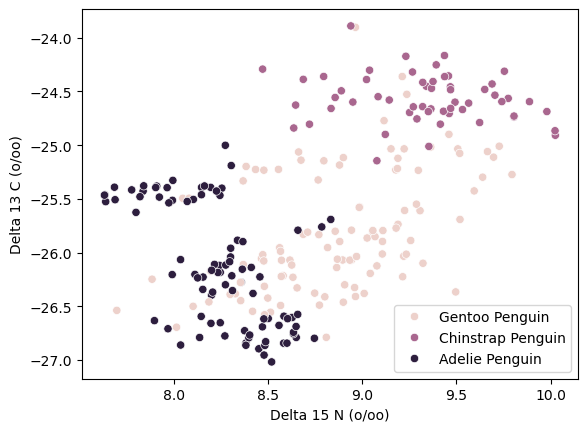 −24.0
−24.5
−25.0
−25.5
−26.0
−26.5
−27.0
Delta 13 C (o/oo)
Gentoo Penguin
Chinstrap Penguin
Adelie Penguin
8.0 8.5 9.0 9.5 10.0
Delta 15 N (o/oo)